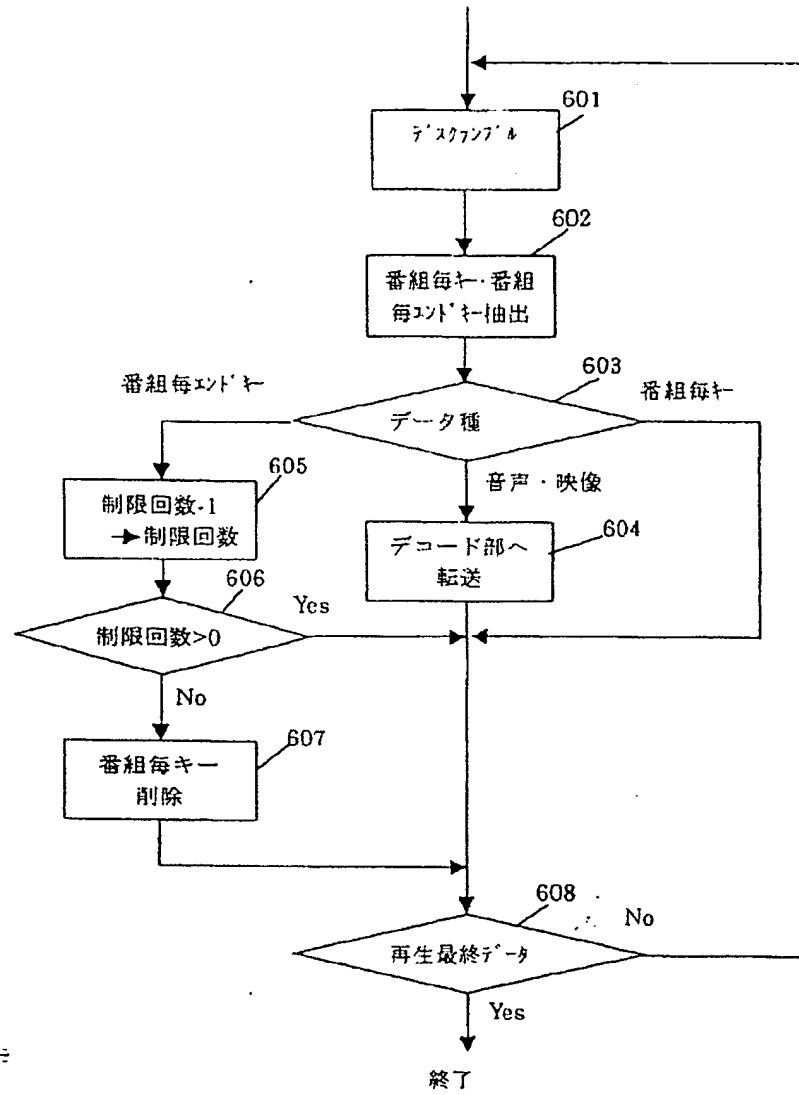 601
ﾃﾞｽｸﾗﾝﾌﾞﾙ
602
番組毎ｷｰ・番組
毎ｴﾝﾄﾞｷｰ抽出
603
番組毎ｴﾝﾄﾞｷｰ
番組毎ｷｰ
データ種
605
音声・映像
制限回数-1
→制限回数
604
デコード部へ
転送
606
Yes
制限回数>0
No
607
番組毎キー
削除
608
No
再生最終ﾃﾞｰﾀ
Yes
終了